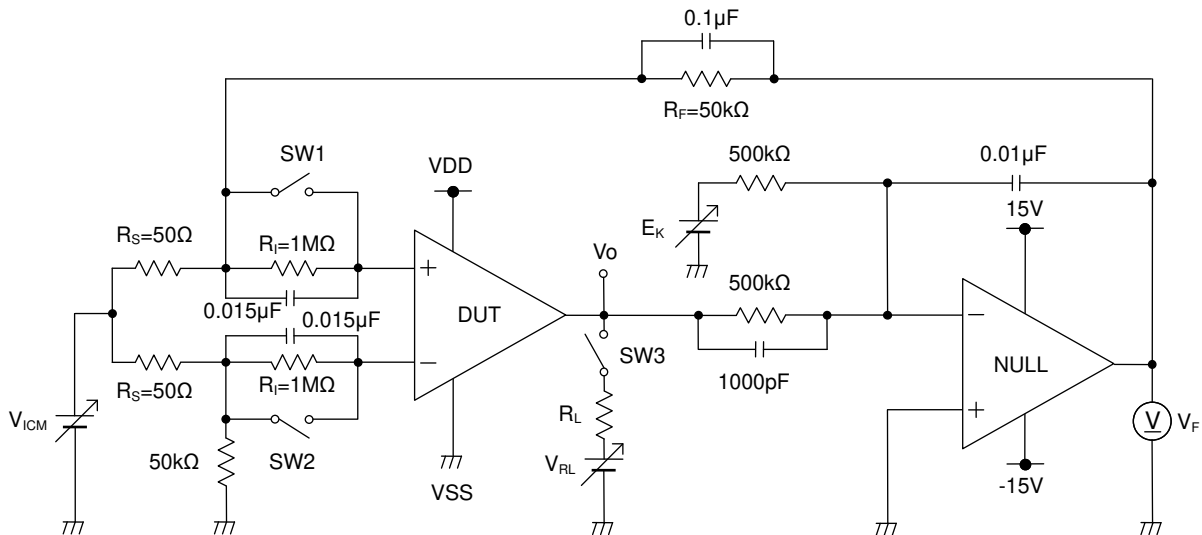 0.1µF
RF=50kΩ
SW1
VDD
500kΩ
0.01µF
15V
EK
RS=50Ω
RI=1MΩ
Vo
0.015µF
0.015µF
+
DUT
−
500kΩ
−
NULL
+
SW3
1000pF
RS=50Ω
RI=1MΩ
VICM
RL
V
VF
50kΩ
SW2
VRL
VSS
-15V